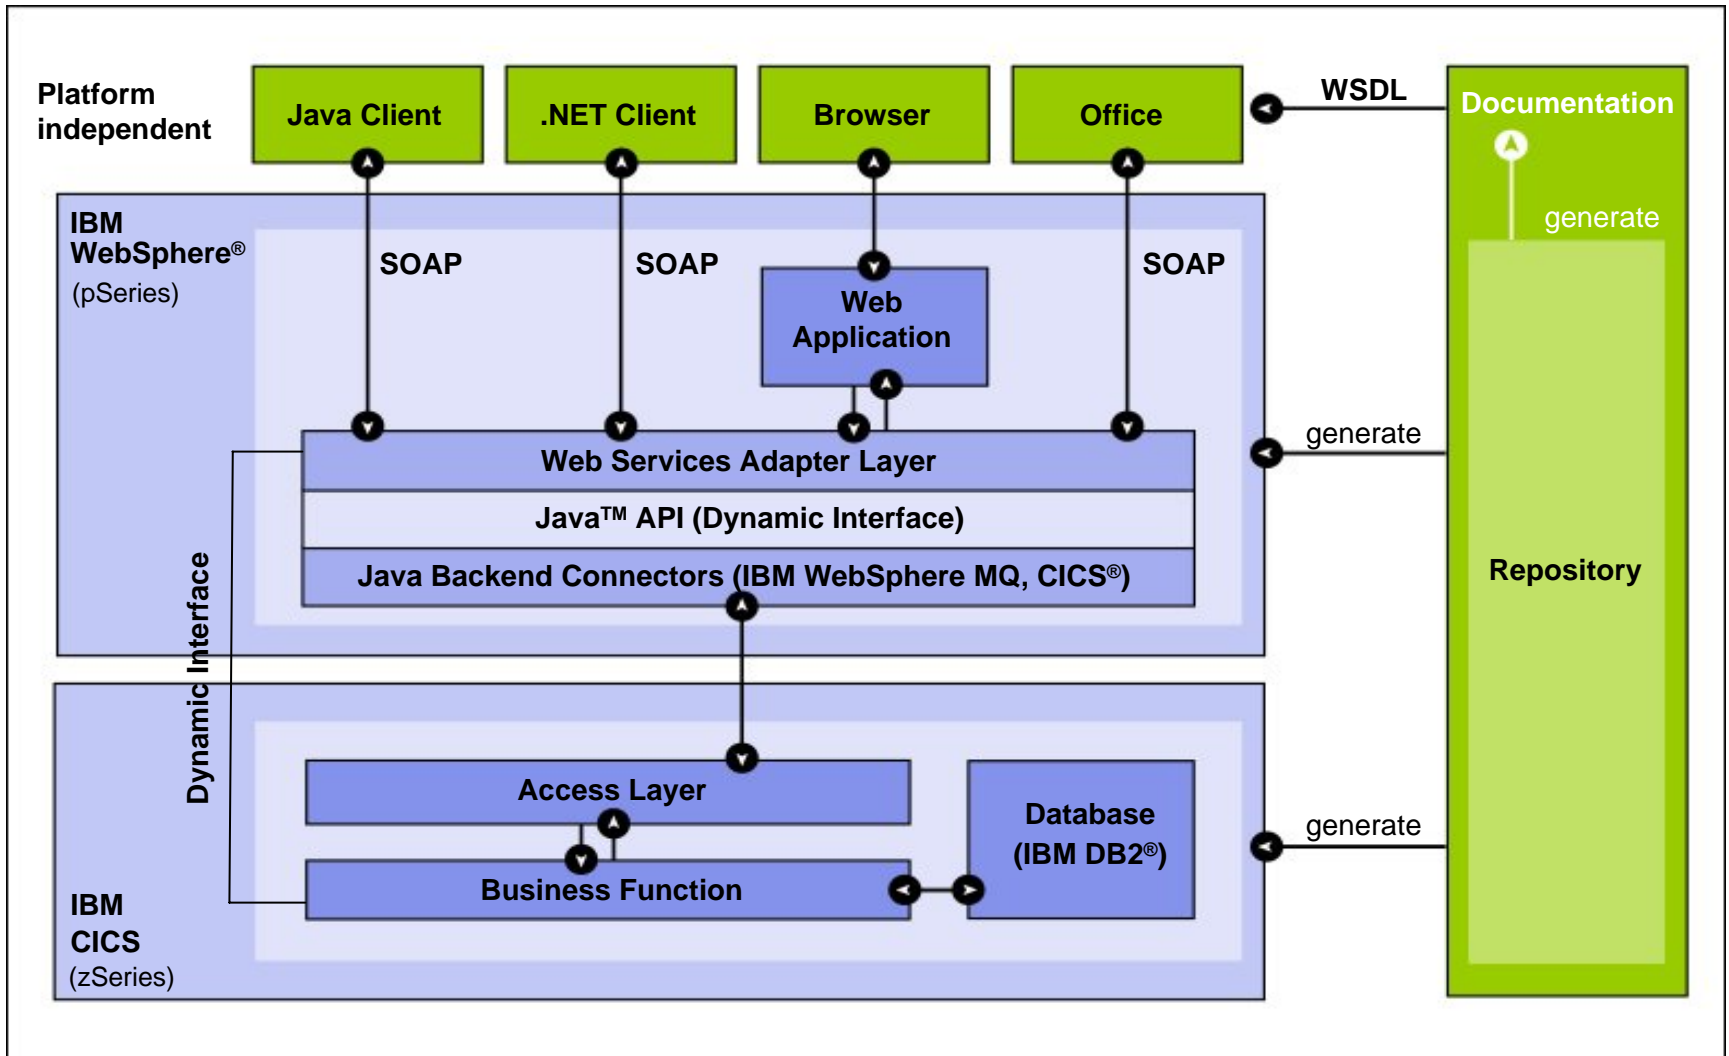 Platform
independent
Java Client
.NET Client
Browser
Office
WSDL
Documentation
generate
IBM
WebSphere®
(pSeries)
SOAP
SOAP
SOAP
Web
Application
Web Services Adapter Layer
Java™ API (Dynamic Interface)
Java Backend Connectors (IBM WebSphere MQ, CICS®)
generate
Repository
Dynamic Interface
Access Layer
Business Function
Database
(IBM DB2®)
generate
IBM
CICS
(zSeries)